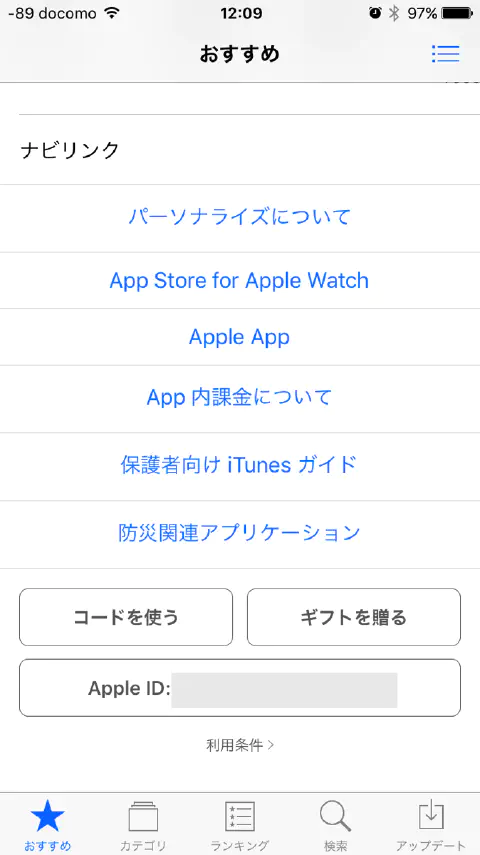 -89 docomo 12:09 97%
おすすめ
ナビリンク
パーソナライズについて
App Store for Apple Watch
Apple App
App 内課金について
保護者向け iTunes ガイド
防災関連アプリケーション
コードを使う ギフトを贈る
Apple ID:
利用条件 >
おすすめ カテゴリ ランキング 検索 アップデート